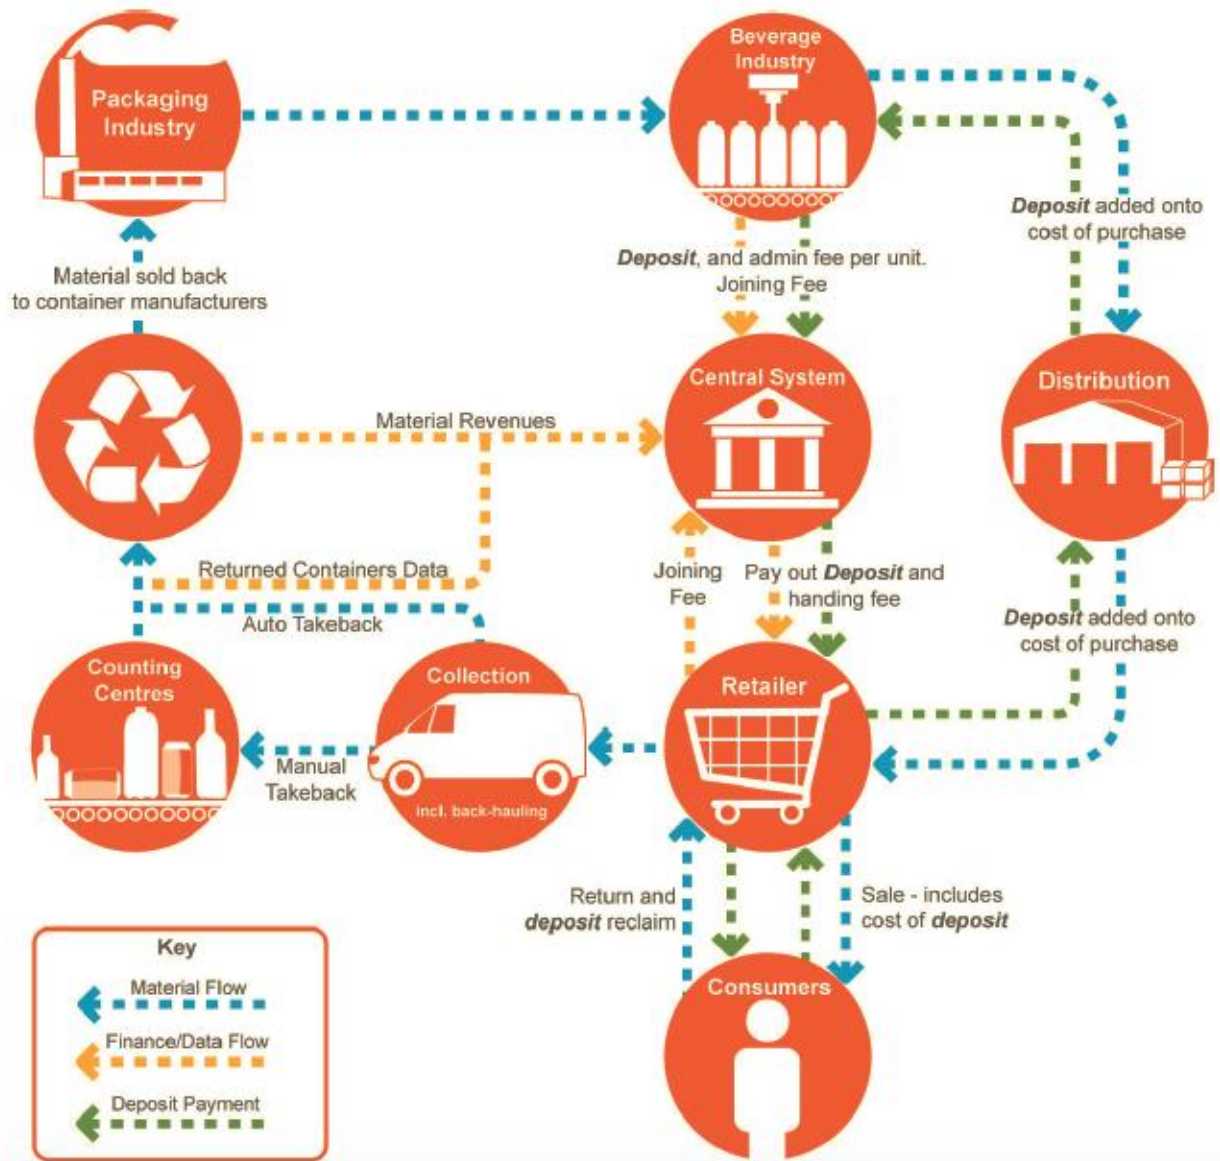 Packaging
Industry
Beverage
Industry
Deposit added onto
cost of purchase
Deposit, and admin fee per unit.
Joining Fee
Material sold back
to container manufacturers
Central System
Distribution
Material Revenues
Returned Containers Data
Auto Takeback
Joining
Fee
Pay out Deposit and
handing fee
Deposit added onto
cost of purchase
Counting
Centres
Collection
incl. back-hauling
Manual
Takeback
Retailer
Return and
deposit reclaim
Sale - includes
cost of deposit
Consumers
Key
Material Flow
Finance/Data Flow
Deposit Payment